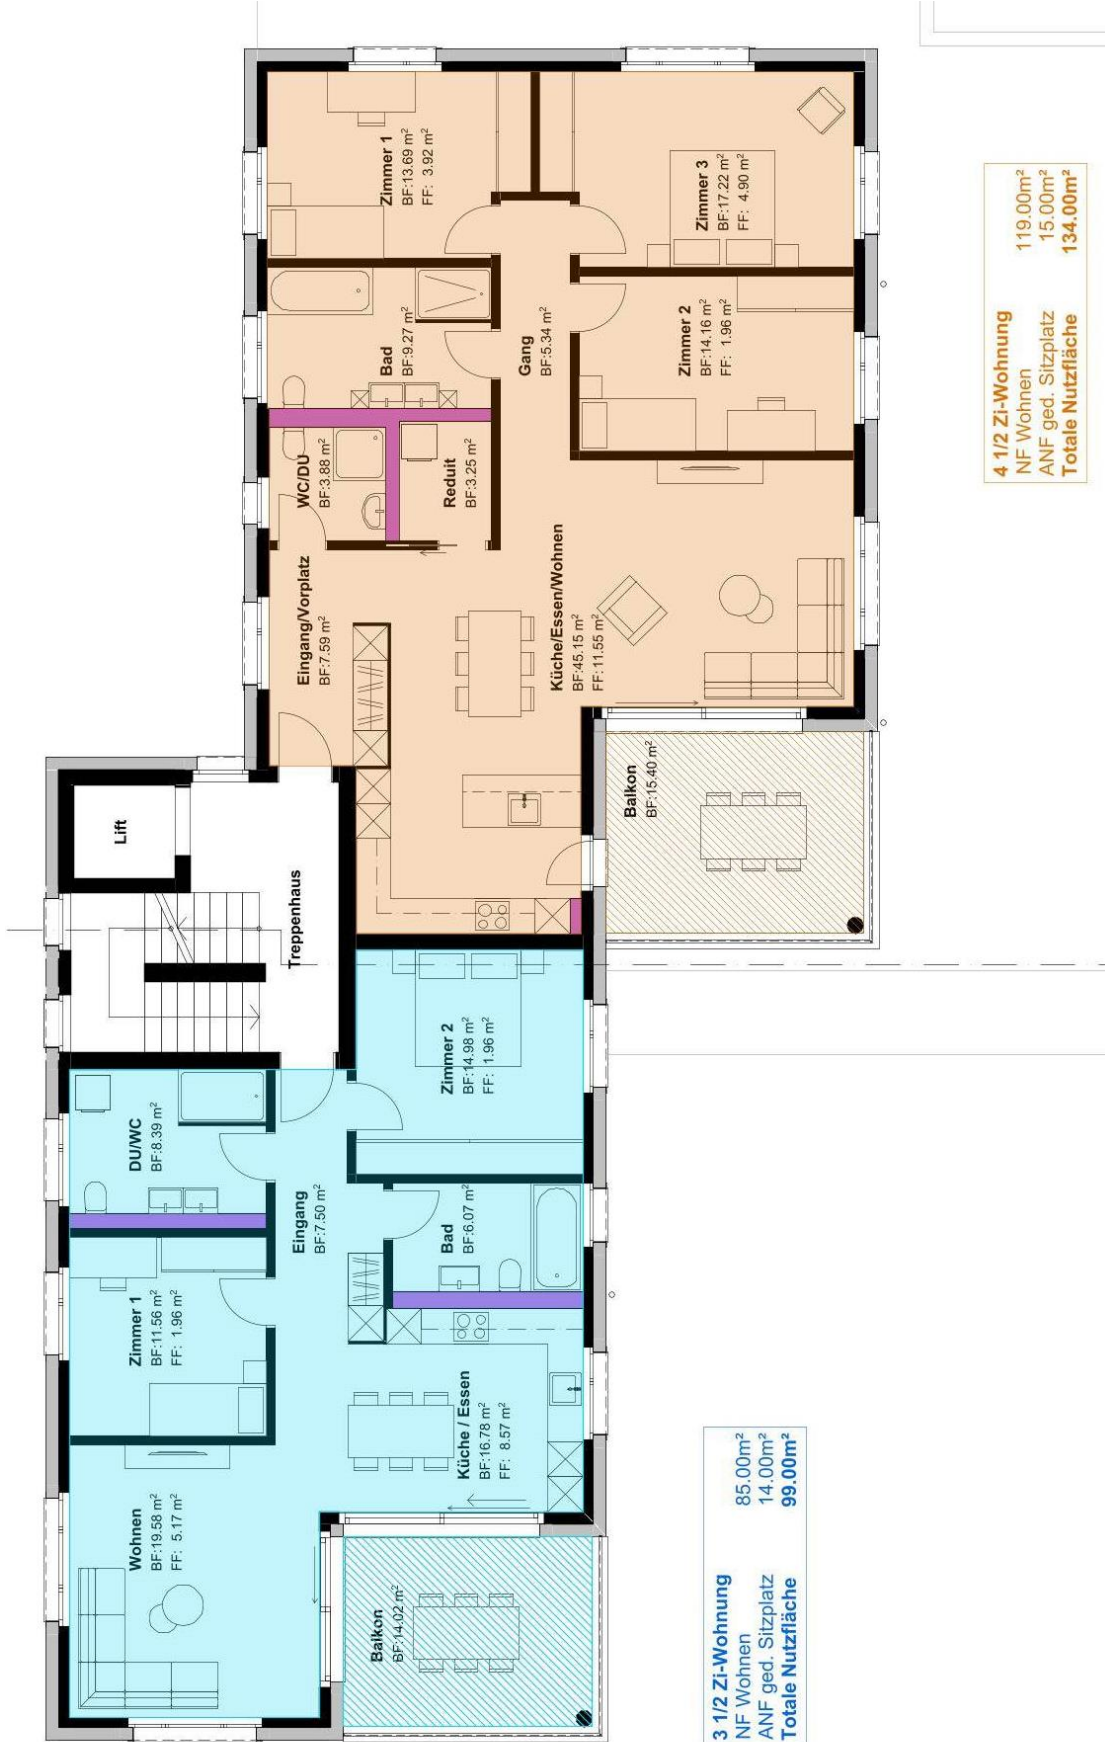 Zimmer 1
BF:13.69 m²
FF: 3.92 m²
Zimmer 3
BF:17.22 m²
FF: 4.90 m²
Bad
BF:9.27 m²
Gang
BF:5.34 m²
Zimmer 2
BF:14.16 m²
FF: 1.96 m²
WC/DU
BF:3.88 m²
Reduit
BF:3.25 m²
Eingang/Vorplatz
BF:7.59 m²
Küche/Essen/Wohnen
BF:45.15 m²
FF:11.55 m²
Balkon
BF:15.40 m²
Lift
Treppenhaus
4 1/2 Zi-Wohnung
NF Wohnen 119.00m²
ANF ged. Sitzplatz 15.00m²
Totale Nutzfläche 134.00m²
Zimmer 2
BF:14.98 m²
FF: 1.96 m²
DU/WC
BF:8.39 m²
Eingang
BF:7.50 m²
Bad
BF:6.07 m²
Zimmer 1
BF:11.56 m²
FF: 1.96 m²
Küche / Essen
BF:16.78 m²
FF: 8.57 m²
Wohnen
BF:19.58 m²
FF: 5.17 m²
Balkon
BF:14.02 m²
3 1/2 Zi-Wohnung
NF Wohnen 85.00m²
ANF ged. Sitzplatz 14.00m²
Totale Nutzfläche 99.00m²